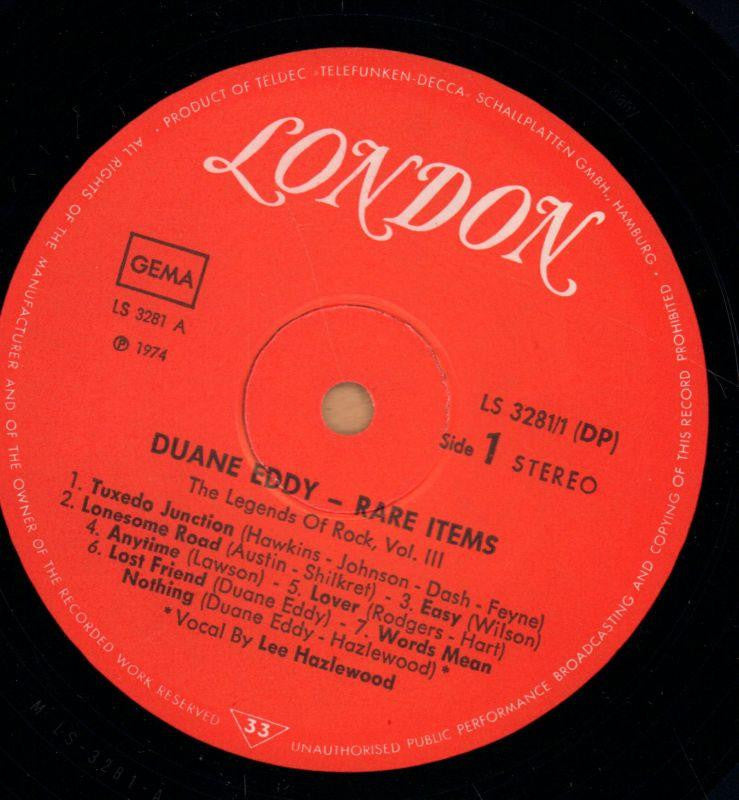 · PRODUCT OF TELDEC »TELEFUNKEN-DECCA« SCHALLPLATTEN GMBH., HAMBURG ·
LONDON
GEMA
LS 3281 A
Ⓟ 1974
LS 3281/1 (DP)
Side 1 STEREO
DUANE EDDY – RARE ITEMS
The Legends Of Rock, Vol. III
1. Tuxedo Junction (Hawkins - Johnson - Dash - Feyne)
2. Lonesome Road (Austin - Shilkret) - 3. Easy (Wilson)
4. Anytime (Lawson) - 5. Lover (Rodgers - Hart)
6. Lost Friend (Duane Eddy) - 7. Words Mean
Nothing (Duane Eddy - Hazlewood) *
*Vocal By Lee Hazlewood
33
ALL RIGHTS OF THE MANUFACTURER AND OF THE OWNER OF THE RECORDED WORK RESERVED
UNAUTHORISED PUBLIC PERFORMANCE BROADCASTING AND COPYING OF THIS RECORD PROHIBITED ·
M LS-3281-A